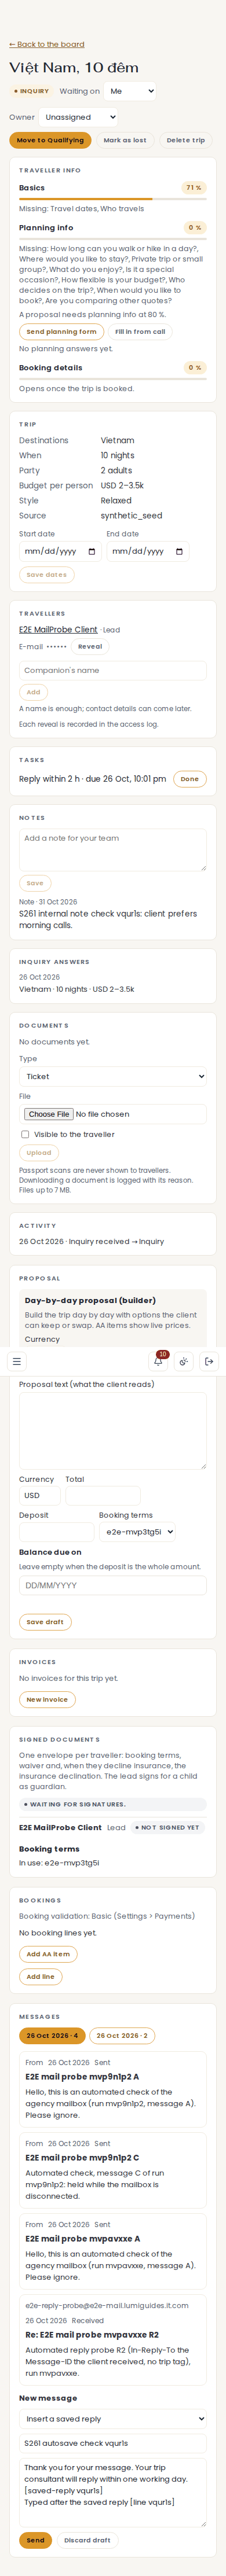 ← Back to the board
Việt Nam, 10 đêm
INQUIRY
Waiting on
Me
Owner
Unassigned
Move to Qualifying
Mark as lost
Delete trip
TRAVELLER INFO
Basics
71 %
Missing: Travel dates, Who travels
Planning info
0 %
Missing: How long can you walk or hike in a day?,
Where would you like to stay?, Private trip or small
group?, What do you enjoy?, Is it a special
occasion?, How flexible is your budget?, Who
decides on the trip?, When would you like to
book?, Are you comparing other quotes?
A proposal needs planning info at 80 %.
Send planning form
Fill in from call
No planning answers yet.
Booking details
0 %
Opens once the trip is booked.
TRIP
Destinations Vietnam
When 10 nights
Party 2 adults
Budget per person USD 2–3.5k
Style Relaxed
Source synthetic_seed
Start date End date
mm/dd/yyyy mm/dd/yyyy
Save dates
TRAVELLERS
E2E MailProbe Client · Lead
E-mail •••••• Reveal
Companion's name
Add
A name is enough; contact details can come later.
Each reveal is recorded in the access log.
TASKS
Reply within 2 h · due 26 Oct, 10:01 pm
Done
NOTES
Add a note for your team
Save
Note · 31 Oct 2026
S261 internal note check vqur1s: client prefers
morning calls.
INQUIRY ANSWERS
26 Oct 2026
Vietnam · 10 nights · USD 2–3.5k
DOCUMENTS
No documents yet.
Type
Ticket
File
Choose File No file chosen
Visible to the traveller
Upload
Passport scans are never shown to travellers.
Downloading a document is logged with its reason.
Files up to 7 MB.
ACTIVITY
26 Oct 2026 · Inquiry received → Inquiry
PROPOSAL
Day-by-day proposal (builder)
Build the trip day by day with options the client
can keep or swap. AA items show live prices.
Currency
10
Proposal text (what the client reads)
Currency Total
USD
Deposit Booking terms
e2e-mvp3tg5i
Balance due on
Leave empty when the deposit is the whole amount.
DD/MM/YYYY
Save draft
INVOICES
No invoices for this trip yet.
New invoice
SIGNED DOCUMENTS
One envelope per traveller: booking terms,
waiver and, when they decline insurance, the
insurance declination. The lead signs for a child
as guardian.
WAITING FOR SIGNATURES.
E2E MailProbe Client Lead NOT SIGNED YET
Booking terms
In use: e2e-mvp3tg5i
BOOKINGS
Booking validation: Basic (Settings > Payments)
No booking lines yet.
Add AA item
Add line
MESSAGES
26 Oct 2026 · 4
26 Oct 2026 · 2
From 26 Oct 2026 Sent
E2E mail probe mvp9n1p2 A
Hello, this is an automated check of the
agency mailbox (run mvp9n1p2, message A).
Please ignore.
From 26 Oct 2026 Sent
E2E mail probe mvp9n1p2 C
Automated check, message C of run
mvp9n1p2: held while the mailbox is
disconnected.
From 26 Oct 2026 Sent
E2E mail probe mvpavxxe A
Hello, this is an automated check of the
agency mailbox (run mvpavxxe, message A).
Please ignore.
e2e-reply-probe@e2e-mail.lumiguides.it.com
26 Oct 2026 Received
Re: E2E mail probe mvpavxxe R2
Automated reply probe R2 (In-Reply-To the
Message-ID the client received, no trip tag),
run mvpavxxe.
New message
Insert a saved reply
S261 autosave check vqur1s
Thank you for your message. Your trip
consultant will reply within one working day.
[saved-reply vqur1s]
Typed after the saved reply [line vqur1s]
Send
Discard draft